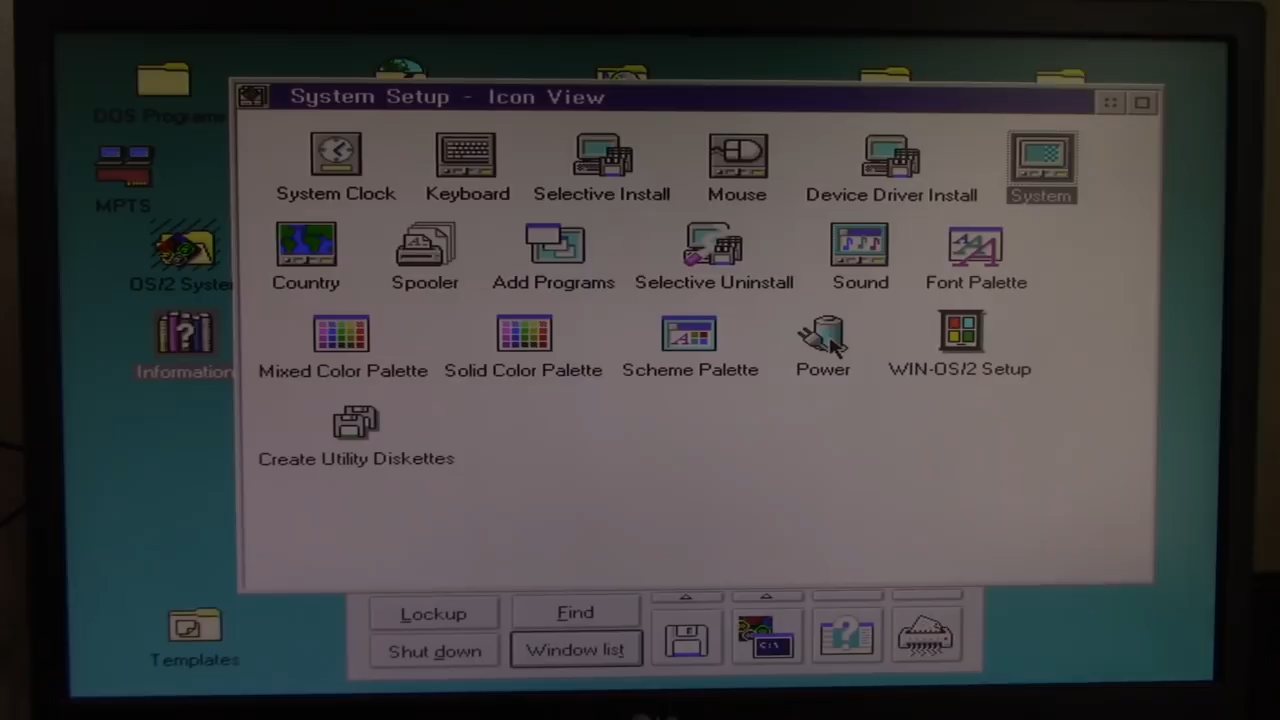 System Setup - Icon View
DOS Programs
MPTS
OS/2 System
Information
System Clock
Keyboard
Selective Install
Mouse
Device Driver Install
System
Country
Spooler
Add Programs
Selective Uninstall
Sound
Font Palette
Mixed Color Palette
Solid Color Palette
Scheme Palette
Power
WIN-OS/2 Setup
Create Utility Diskettes
Templates
Lockup
Find
Shut down
Window list